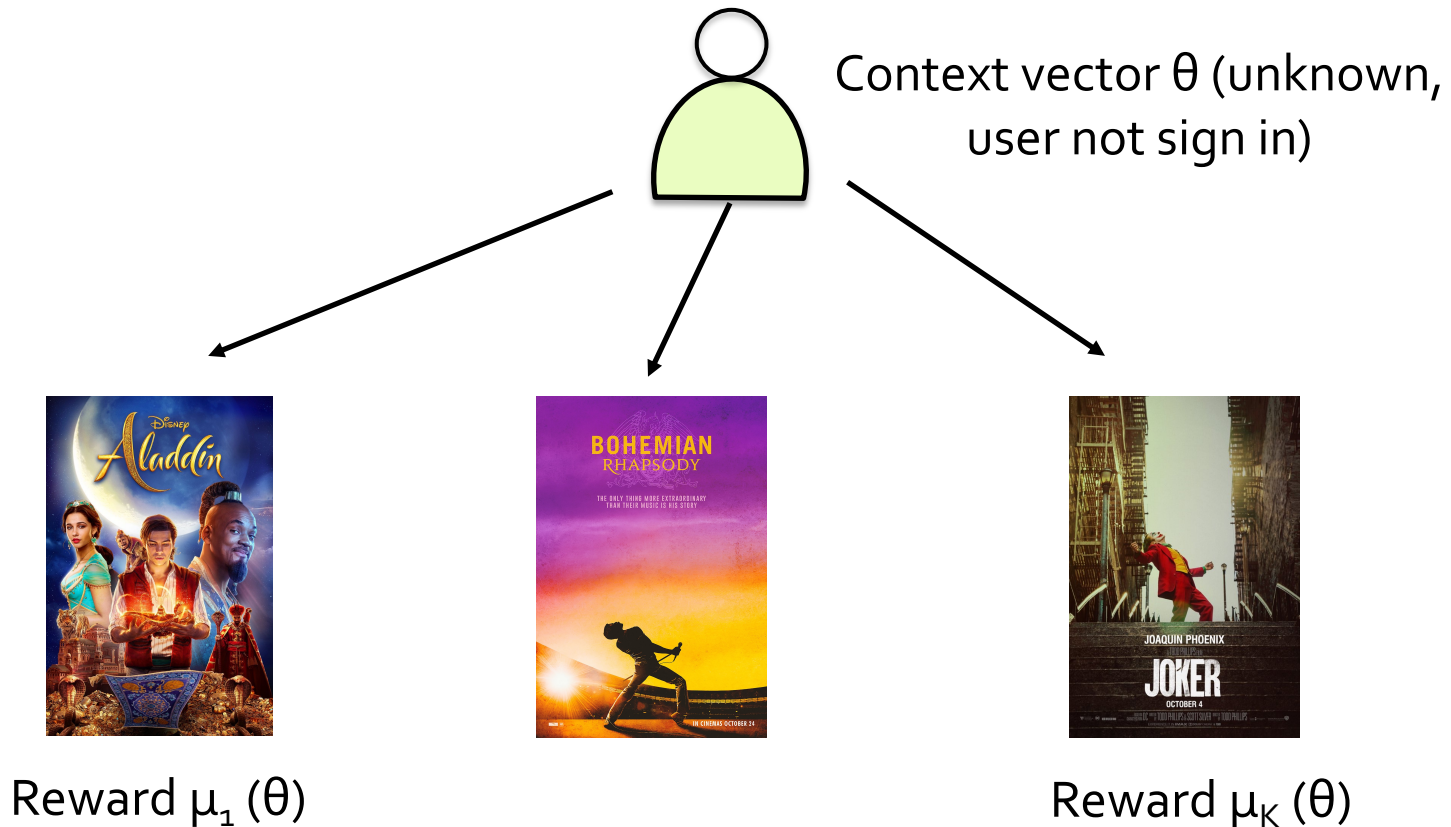 Context vector θ (unknown,
user not sign in)
Disney
Aladdin
BOHEMIAN
RHAPSODY
THE ONLY THING MORE EXTRAORDINARY
THAN THEIR MUSIC IS HIS STORY
IN CINEMAS OCTOBER 24
JOAQUIN PHOENIX
JOKER
OCTOBER 4
Reward μ₁ (θ)
Reward μ_K (θ)